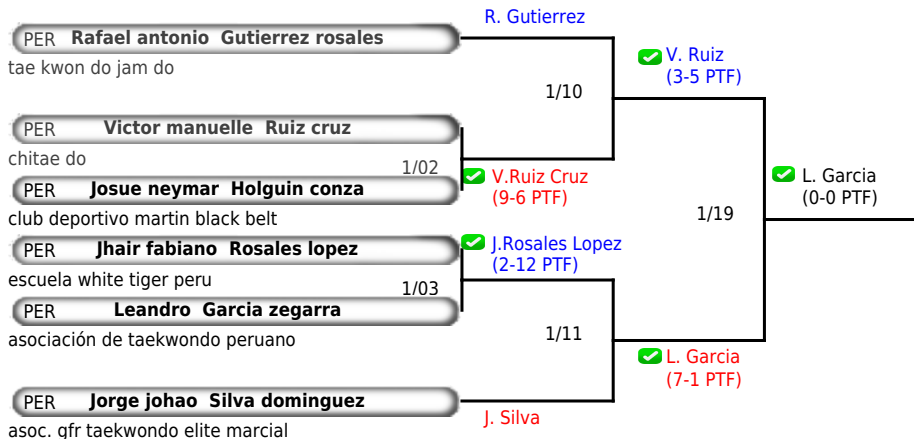 R. Gutierrez
PER Rafael antonio Gutierrez rosales
tae kwon do jam do
V. Ruiz
(3-5 PTF)
1/10
PER Victor manuelle Ruiz cruz
chitae do
1/02
V.Ruiz Cruz
(9-6 PTF)
L. Garcia
(0-0 PTF)
PER Josue neymar Holguin conza
club deportivo martin black belt
1/19
PER Jhair fabiano Rosales lopez
J.Rosales Lopez
(2-12 PTF)
escuela white tiger peru
1/03
PER Leandro Garcia zegarra
asociación de taekwondo peruano
1/11
L. Garcia
(7-1 PTF)
PER Jorge johao Silva dominguez
J. Silva
asoc. gfr taekwondo elite marcial